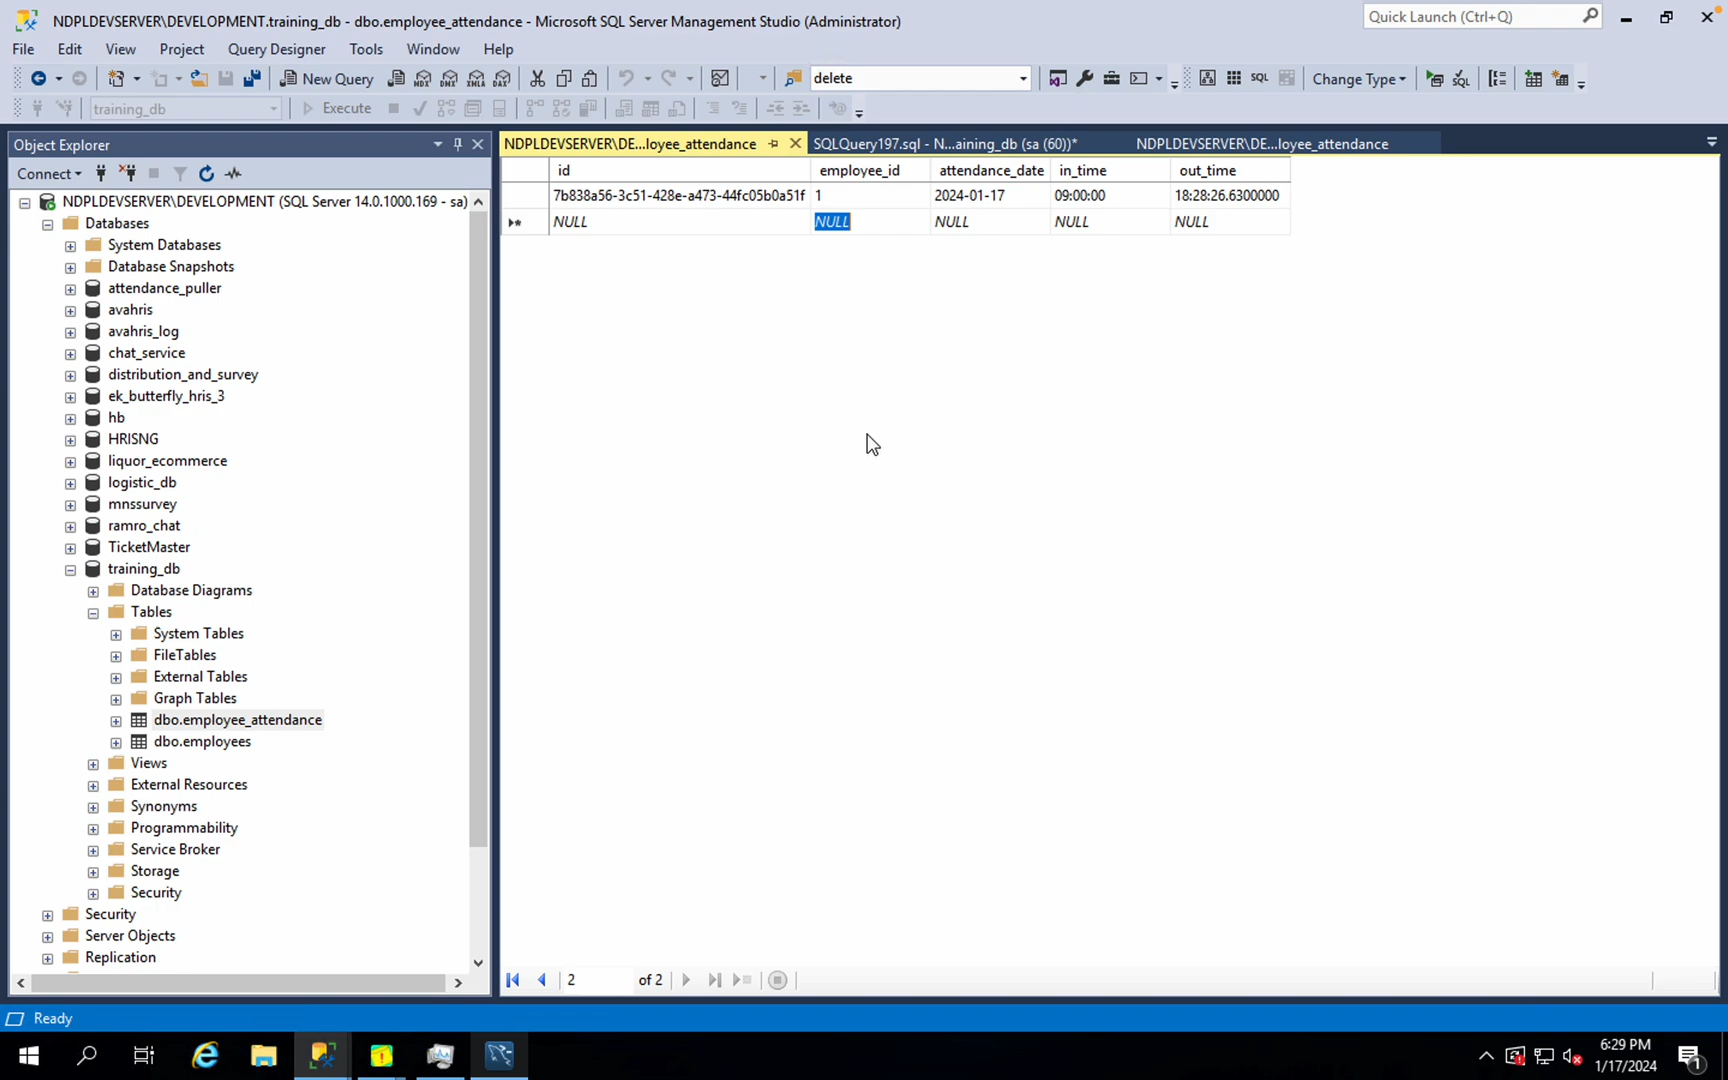 NDPLDEVSERVER\DEVELOPMENT.training_db - dbo.employee_attendance - Microsoft SQL Server Management Studio (Administrator)
Quick Launch (Ctrl+Q)
File Edit View Project Query Designer Tools Window Help
New Query MDX DMX XMLA DAX delete SQL Change Type
training_db Execute
Object Explorer
Connect
NDPLDEVSERVER\DEVELOPMENT (SQL Server 14.0.1000.169 - sa)
Databases
System Databases
Database Snapshots
attendance_puller
avahris
avahris_log
chat_service
distribution_and_survey
ek_butterfly_hris_3
hb
HRISNG
liquor_ecommerce
logistic_db
mnssurvey
ramro_chat
TicketMaster
training_db
Database Diagrams
Tables
System Tables
FileTables
External Tables
Graph Tables
dbo.employee_attendance
dbo.employees
Views
External Resources
Synonyms
Programmability
Service Broker
Storage
Security
Security
Server Objects
Replication
NDPLDEVSERVER\DE...loyee_attendance SQLQuery197.sql - N...aining_db (sa (60))* NDPLDEVSERVER\DE...loyee_attendance
id employee_id attendance_date in_time out_time
7b838a56-3c51-428e-a473-44fc05b0a51f 1 2024-01-17 09:00:00 18:28:26.6300000
NULL NULL NULL NULL NULL
2 of 2
Ready
6:29 PM
1/17/2024
1